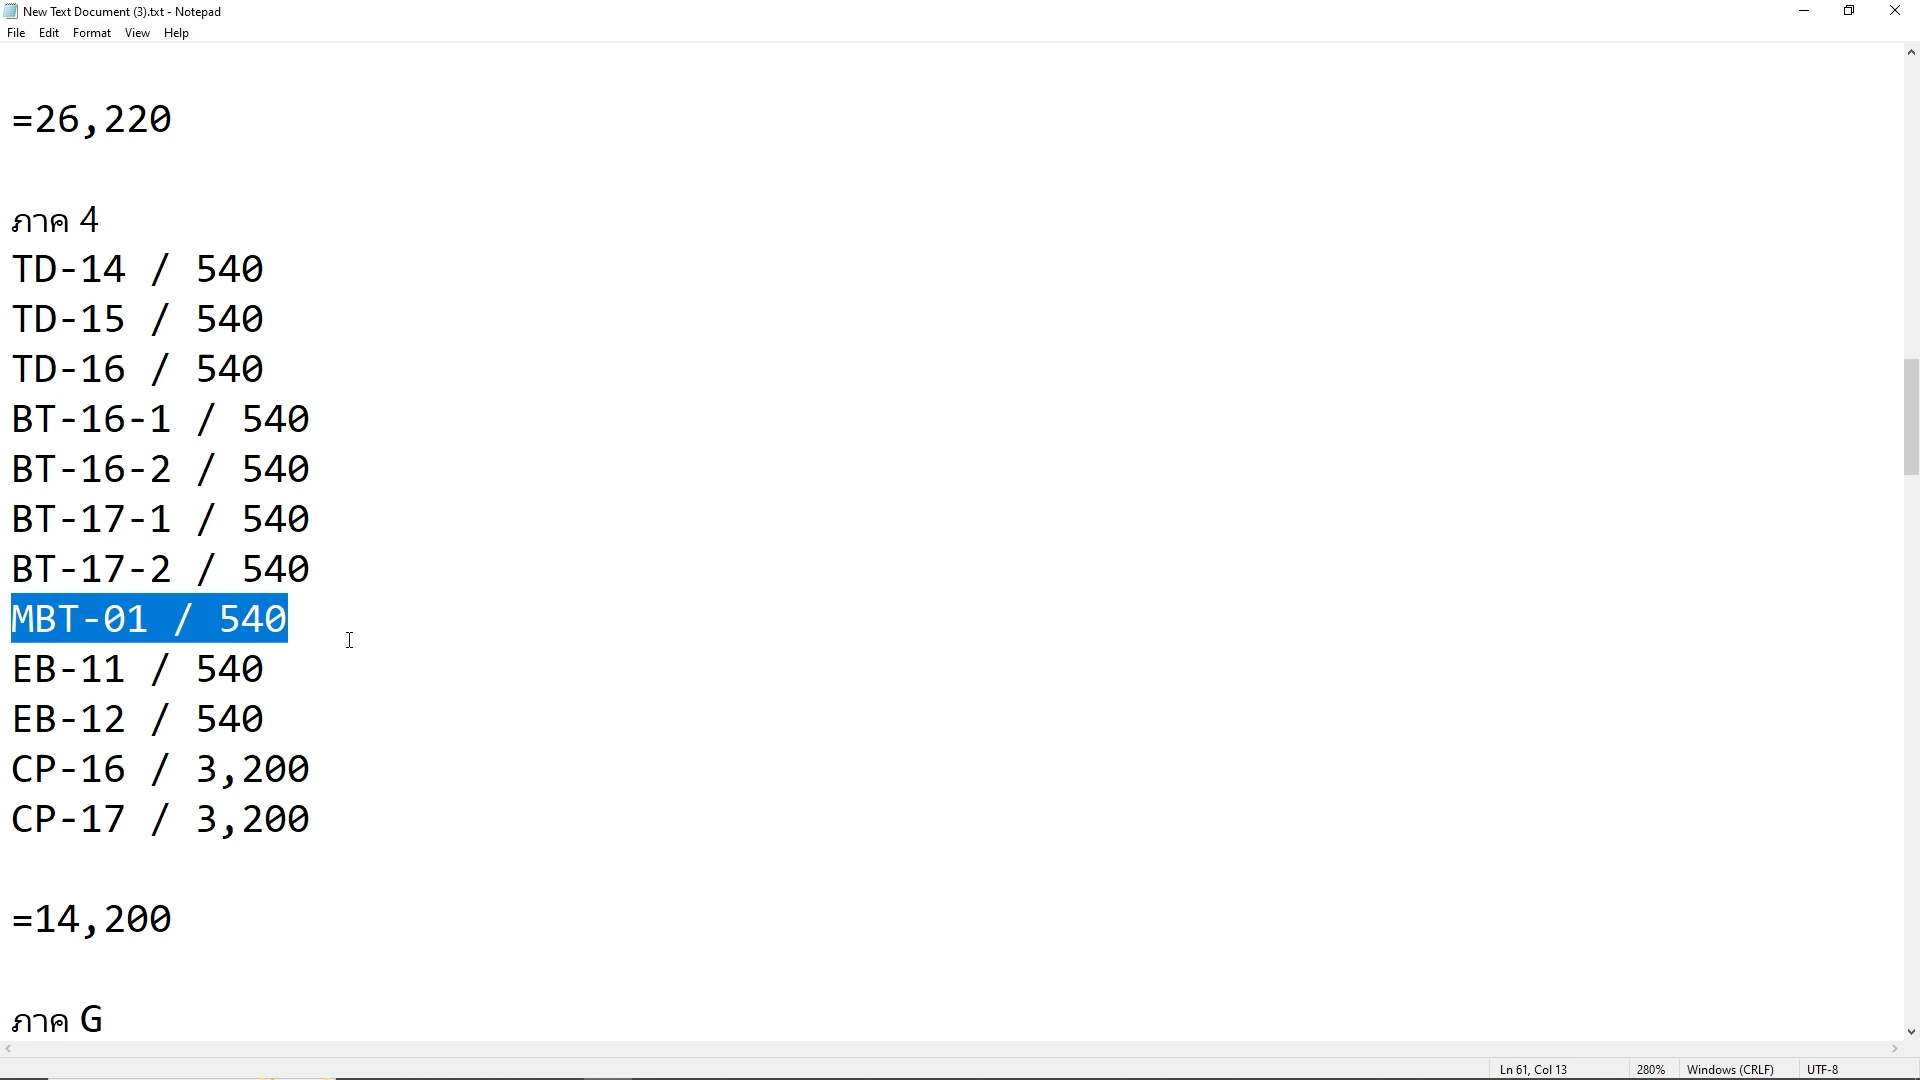 New Text Document (3).txt - Notepad
File Edit Format View Help
=26,220
ภาค 4
TD-14 / 540
TD-15 / 540
TD-16 / 540
BT-16-1 / 540
BT-16-2 / 540
BT-17-1 / 540
BT-17-2 / 540
MBT-01 / 540
EB-11 / 540
EB-12 / 540
CP-16 / 3,200
CP-17 / 3,200
=14,200
ภาค G
Ln 61, Col 13 280% Windows (CRLF) UTF-8